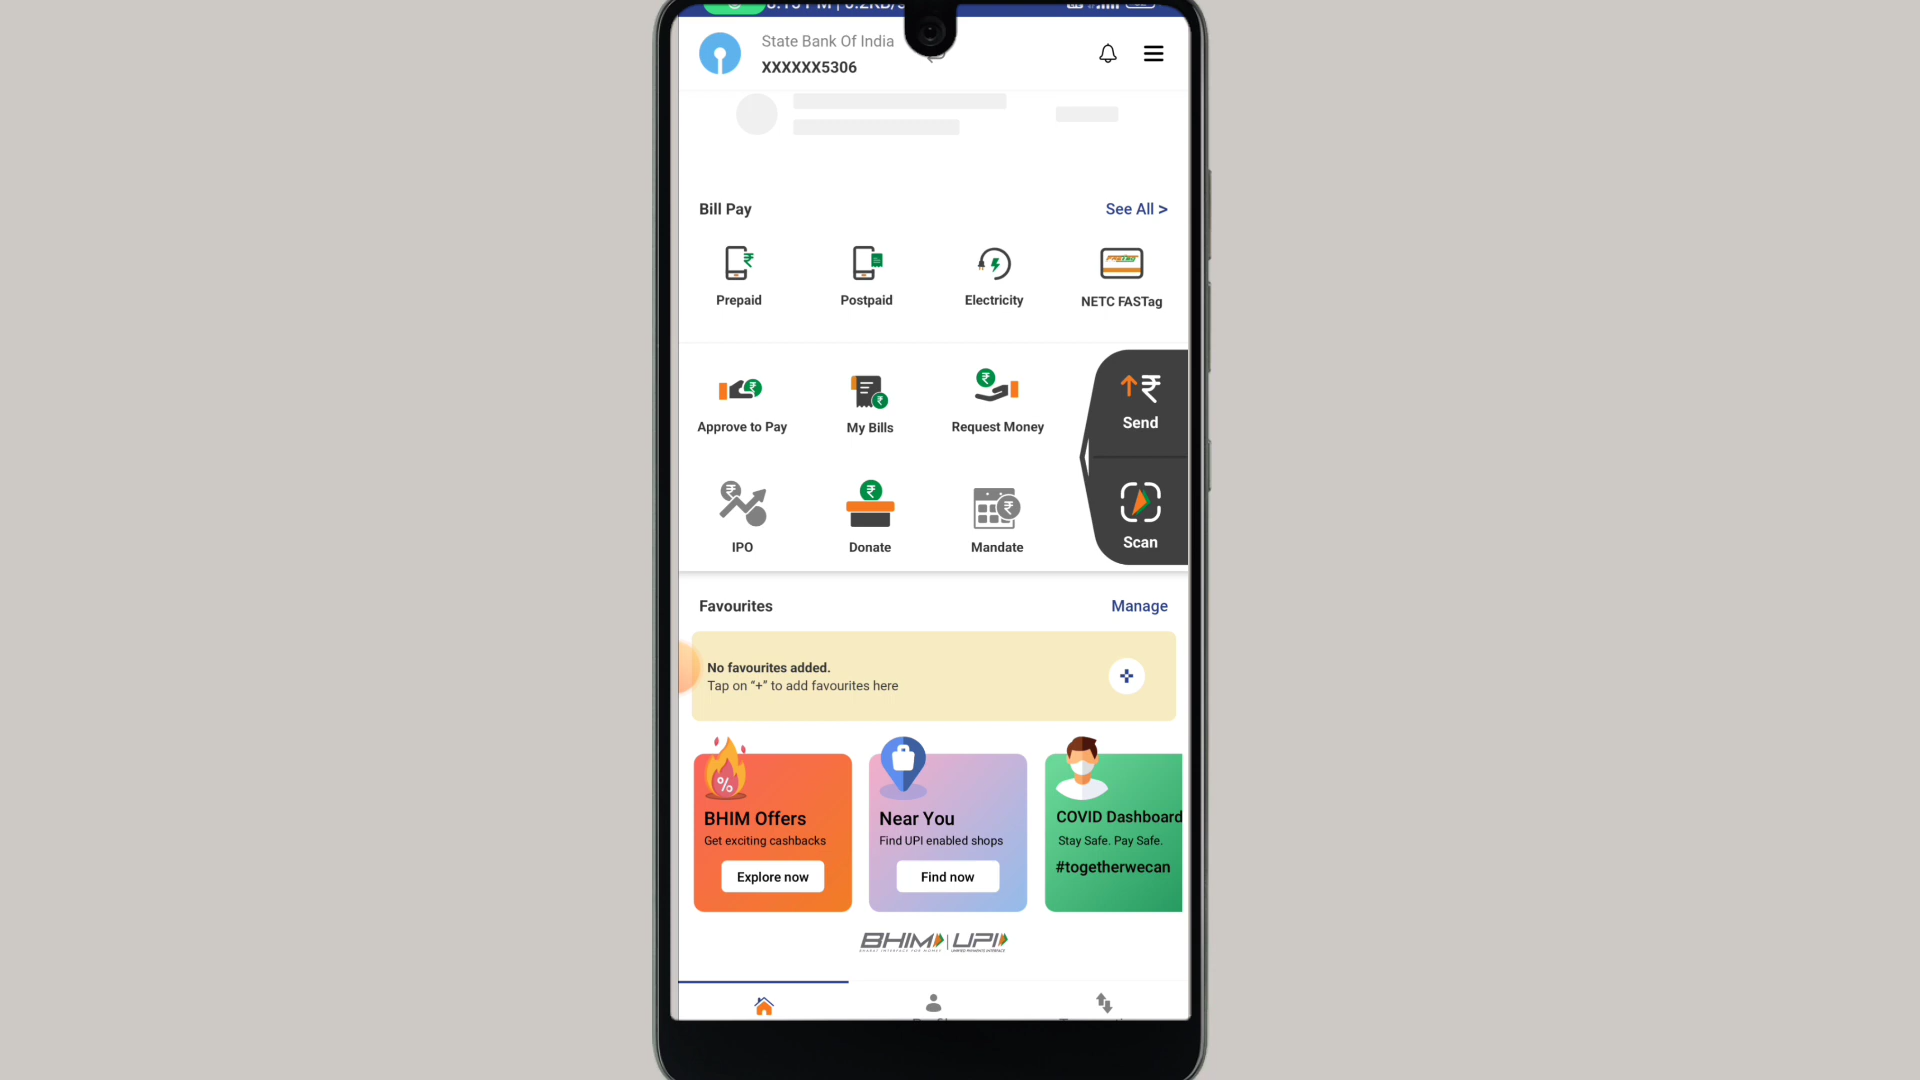 State Bank Of India
XXXXXX5306
Bill Pay
See All >
Prepaid
Postpaid
Electricity
NETC FASTag
Approve to Pay
My Bills
Request Money
Send
IPO
Donate
Mandate
Scan
Favourites
Manage
No favourites added.
Tap on “+” to add favourites here
BHIM Offers
Get exciting cashbacks
Explore now
Near You
Find UPI enabled shops
Find now
COVID Dashboard
Stay Safe. Pay Safe.
#togetherwecan
BHIM | UPI